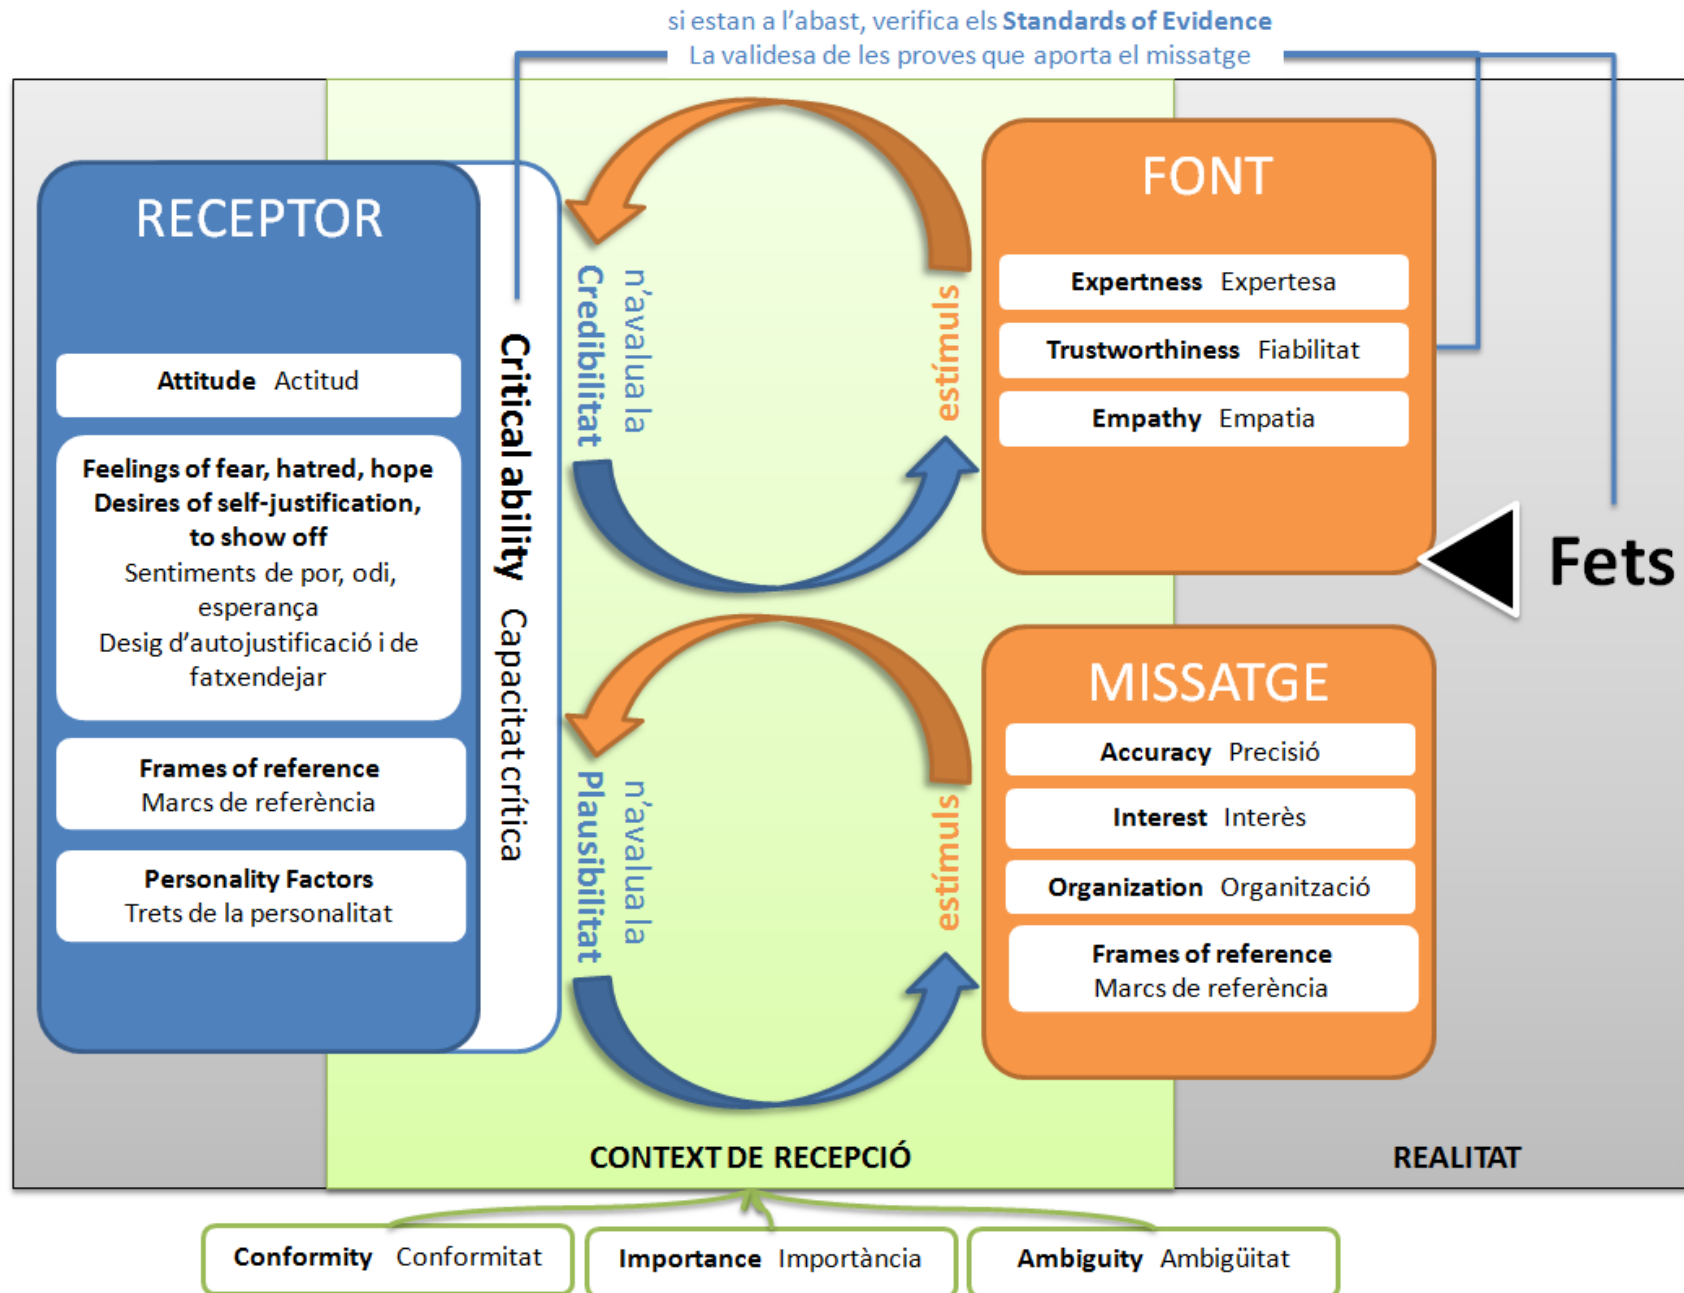 si estan a l'abast, verifica els Standards of Evidence
La validesa de les proves que aporta el missatge
RECEPTOR
Attitude Actitud
Feelings of fear, hatred, hope
Desires of self-justification,
to show off
Sentiments de por, odi,
esperança
Desig d'autojustificació i de
fatxendejar
Frames of reference
Marcs de referència
Personality Factors
Trets de la personalitat
Critical ability Capacitat crítica
n'avalua la
Credibilitat
estímuls
n'avalua la
Plausibilitat
estímuls
FONT
Expertness Expertesa
Trustworthiness Fiabilitat
Empathy Empatia
Fets
MISSATGE
Accuracy Precisió
Interest Interès
Organization Organització
Frames of reference
Marcs de referència
CONTEXT DE RECEPCIÓ
REALITAT
Conformity Conformitat
Importance Importància
Ambiguity Ambigüitat